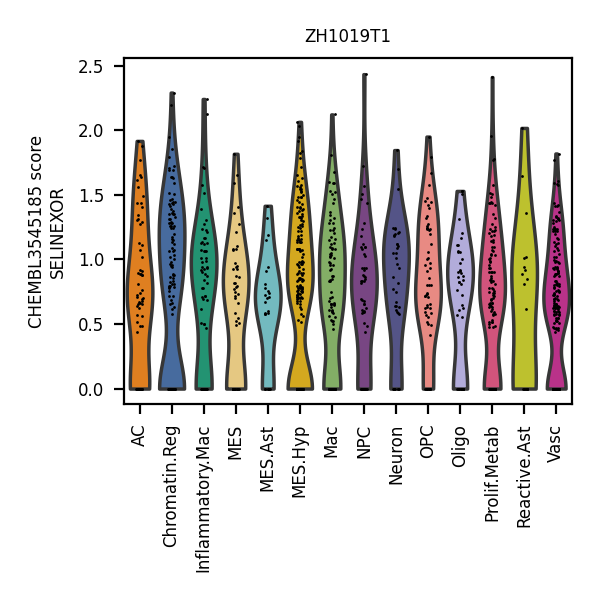 ZH1019T1
CHEMBL3545185 score
SELINEXOR
2.5
2.0
1.5
1.0
0.5
0.0
AC
Chromatin.Reg
Inflammatory.Mac
MES
MES.Ast
MES.Hyp
Mac
NPC
Neuron
OPC
Oligo
Prolif.Metab
Reactive.Ast
Vasc